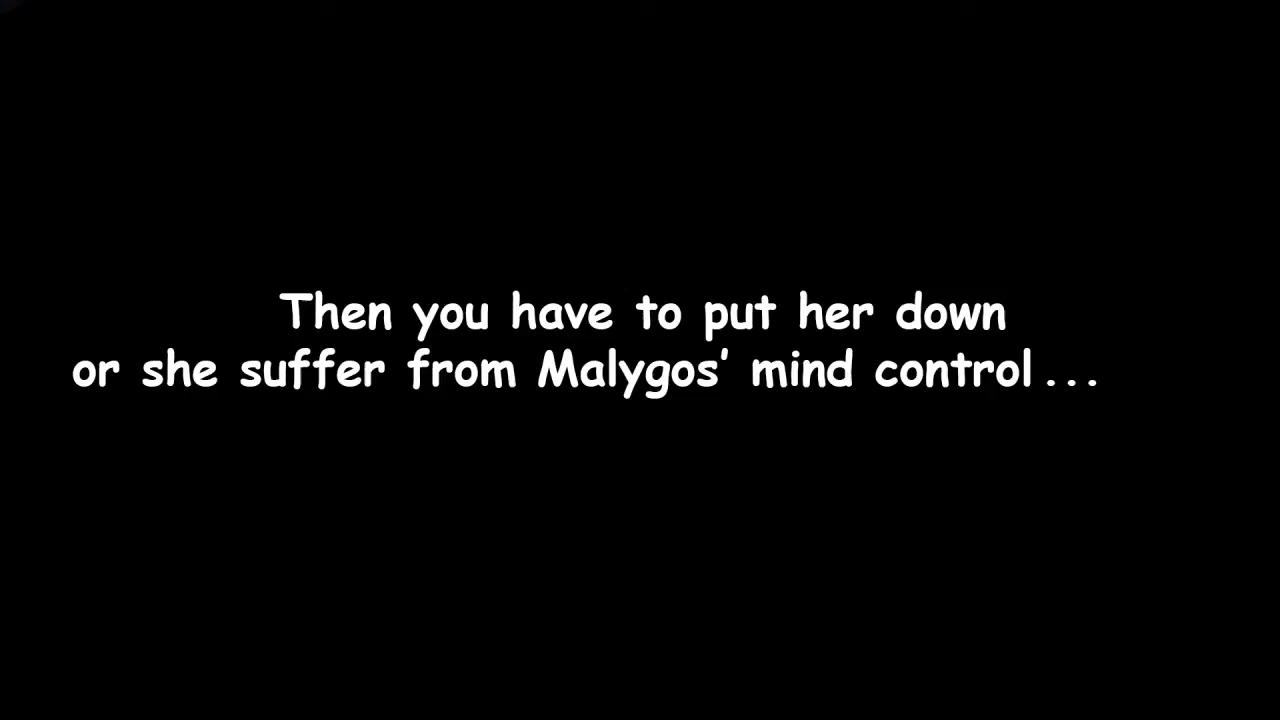 Then you have to put her down
or she suffer from Malygos’ mind control...